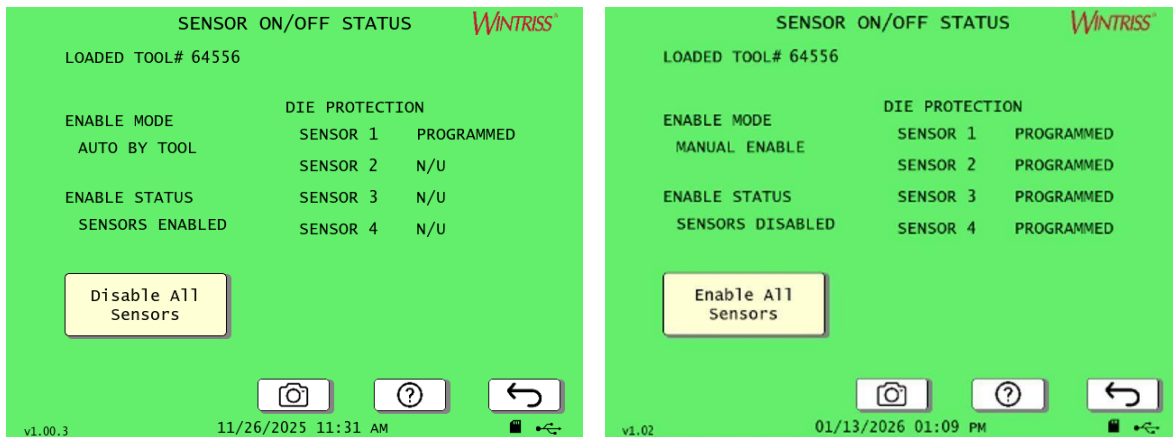 SENSOR ON/OFF STATUS
WINTRISS®
LOADED TOOL# 64556
DIE PROTECTION
ENABLE MODE
SENSOR 1 PROGRAMMED
AUTO BY TOOL
SENSOR 2 N/U
ENABLE STATUS
SENSOR 3 N/U
SENSORS ENABLED
SENSOR 4 N/U
Disable All
Sensors
v1.00.3
11/26/2025 11:31 AM
SENSOR ON/OFF STATUS
WINTRISS®
LOADED TOOL# 64556
DIE PROTECTION
ENABLE MODE
SENSOR 1 PROGRAMMED
MANUAL ENABLE
SENSOR 2 PROGRAMMED
ENABLE STATUS
SENSOR 3 PROGRAMMED
SENSORS DISABLED
SENSOR 4 PROGRAMMED
Enable All
Sensors
v1.02
01/13/2026 01:09 PM